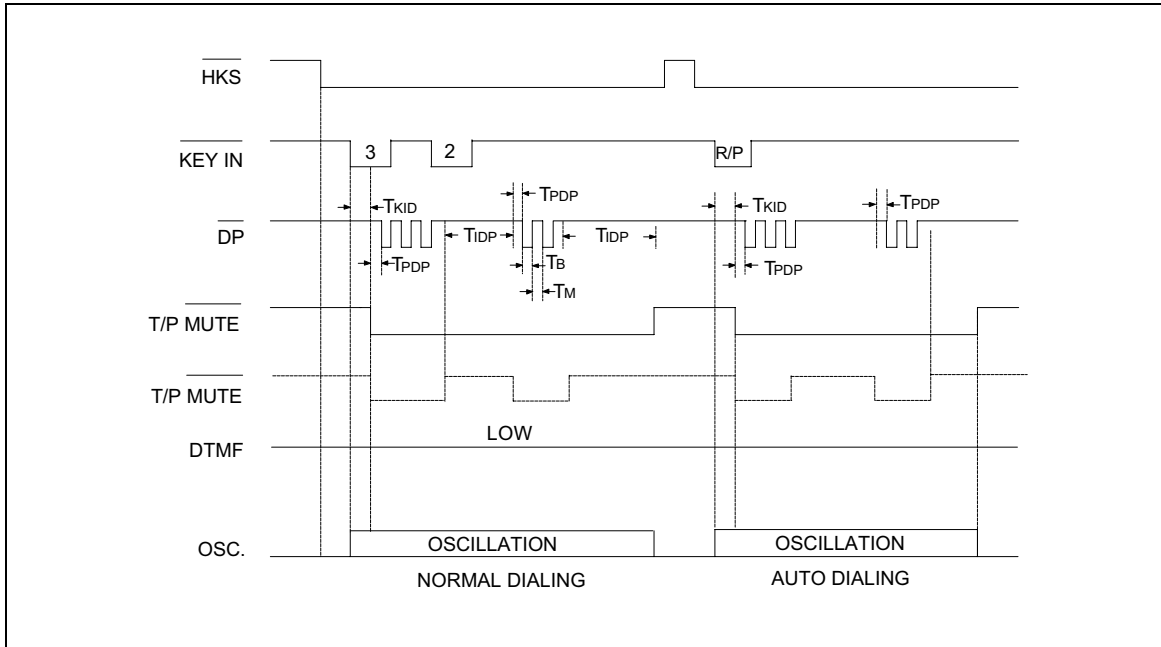 HKS
KEY IN 3 2 R/P
TPDP TPDP
TKID TKID
DP TIDP TIDP
TPDP TB TPDP
TM
T/P MUTE
T/P MUTE
LOW
DTMF
OSC. OSCILLATION OSCILLATION
NORMAL DIALING AUTO DIALING